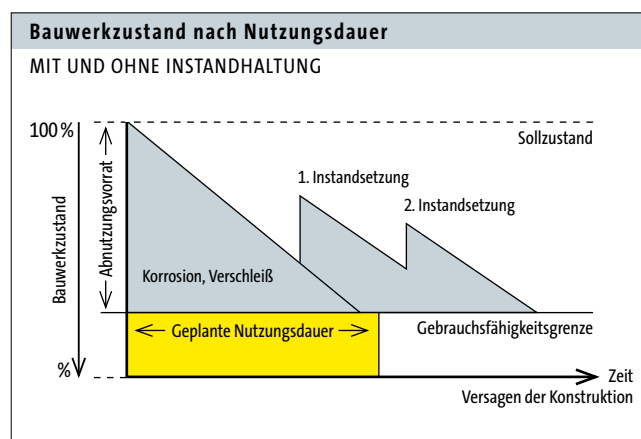 Bauwerkzustand nach Nutzungsdauer
MIT UND OHNE INSTANDHALTUNG
100 %
Sollzustand
Abnutzungsvorrat
Bauwerkzustand
1. Instandsetzung
2. Instandsetzung
Korrosion, Verschleiß
Geplante Nutzungsdauer
Gebrauchsfähigkeitsgrenze
%
Zeit
Versagen der Konstruktion